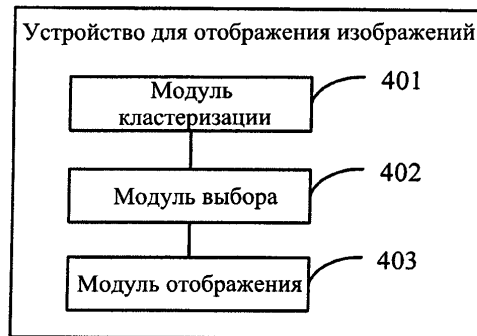 Устройство для отображения изображений
Модуль
кластеризации
401
Модуль выбора
402
Модуль отображения
403